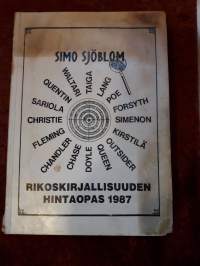 SIMO SJÖBLOM
WALTARI
TAIGA
LANG
QUENTIN
POE
SARIOLA
FORSYTH
CHRISTIE
SIMENON
FLEMING
KIRSTILÄ
CHANDLER
OUTSIDER
CHASE
DOYLE
QUEEN
RIKOSKIRJALLISUUDEN
HINTAOPAS 1987